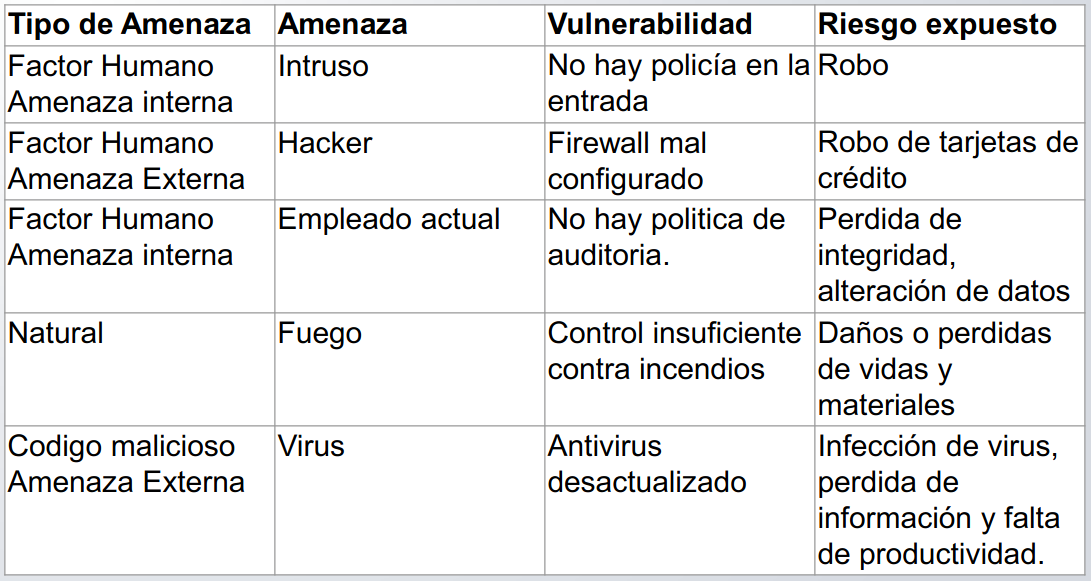 Tipo de Amenaza
Amenaza
Vulnerabilidad
Riesgo expuesto
Factor Humano
Amenaza interna
Intruso
No hay policía en la
entrada
Robo
Factor Humano
Amenaza Externa
Hacker
Firewall mal
configurado
Robo de tarjetas de
crédito
Factor Humano
Amenaza interna
Empleado actual
No hay politica de
auditoria.
Perdida de
integridad,
alteración de datos
Natural
Fuego
Control insuficiente
contra incendios
Daños o perdidas
de vidas y
materiales
Codigo malicioso
Amenaza Externa
Virus
Antivirus
desactualizado
Infección de virus,
perdida de
información y falta
de productividad.